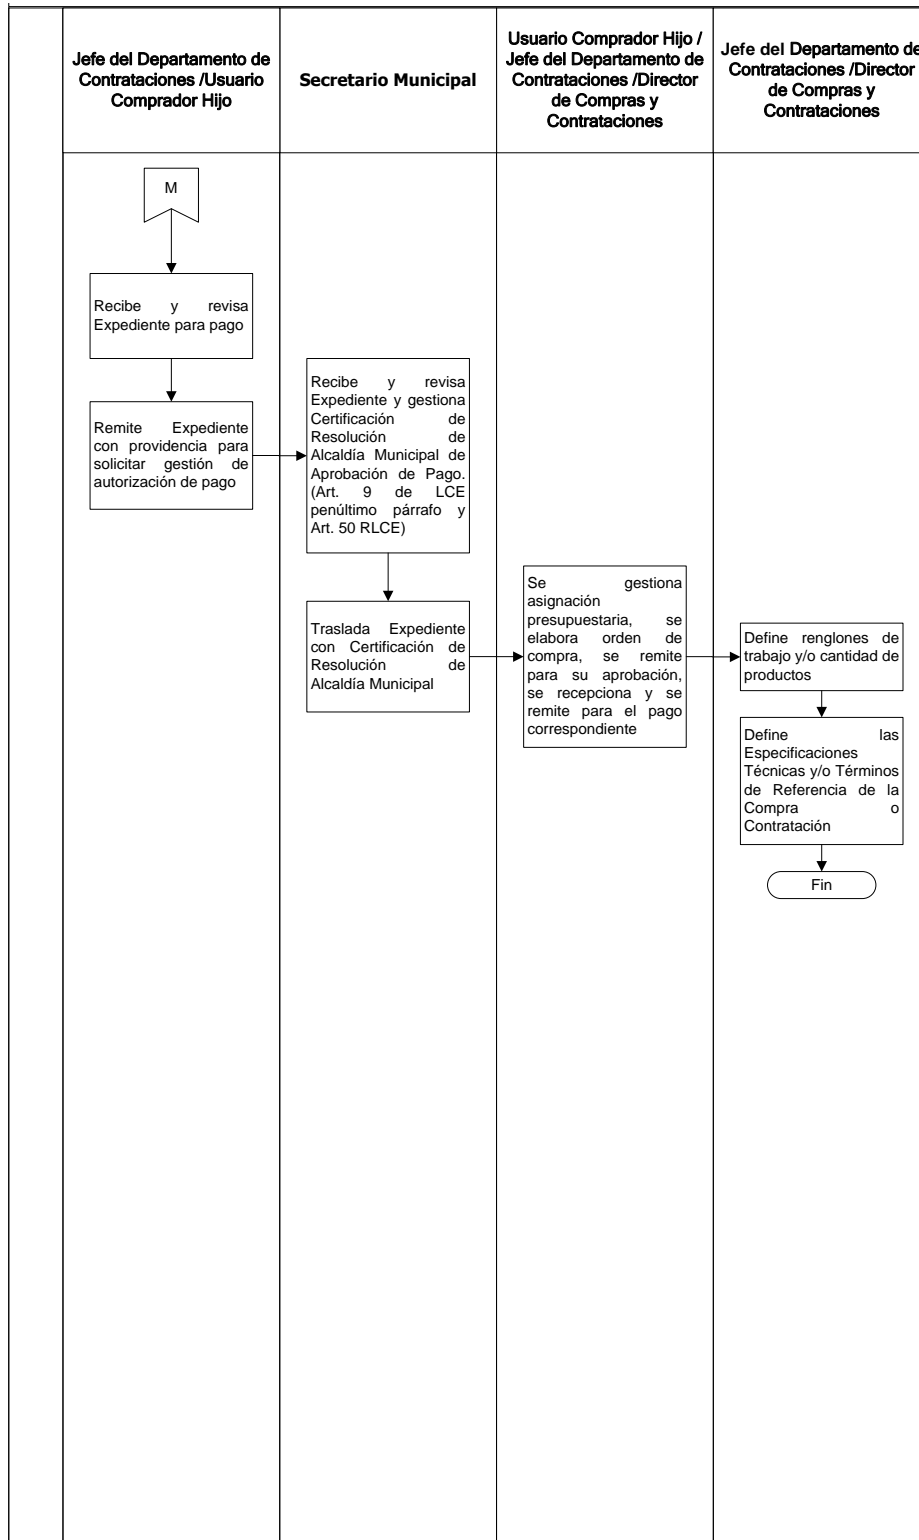 Jefe del Departamento de
Contrataciones /Usuario
Comprador Hijo
Secretario Municipal
Usuario Comprador Hijo /
Jefe del Departamento de
Contrataciones /Director
de Compras y
Contrataciones
Jefe del Departamento de
Contrataciones /Director
de Compras y
Contrataciones
M
Recibe y revisa
Expediente para pago
Remite Expediente
con providencia para
solicitar gestión de
autorización de pago
Recibe y revisa
Expediente y gestiona
Certificación de
Resolución de
Alcaldía Municipal de
Aprobación de Pago.
(Art. 9 de LCE
penúltimo párrafo y
Art. 50 RLCE)
Traslada Expediente
con Certificación de
Resolución de
Alcaldía Municipal
Se gestiona
asignación
presupuestaria, se
elabora orden de
compra, se remite
para su aprobación,
se recepciona y se
remite para el pago
correspondiente
Define renglones de
trabajo y/o cantidad de
productos
Define las
Especificaciones
Técnicas y/o Términos
de Referencia de la
Compra o
Contratación
Fin